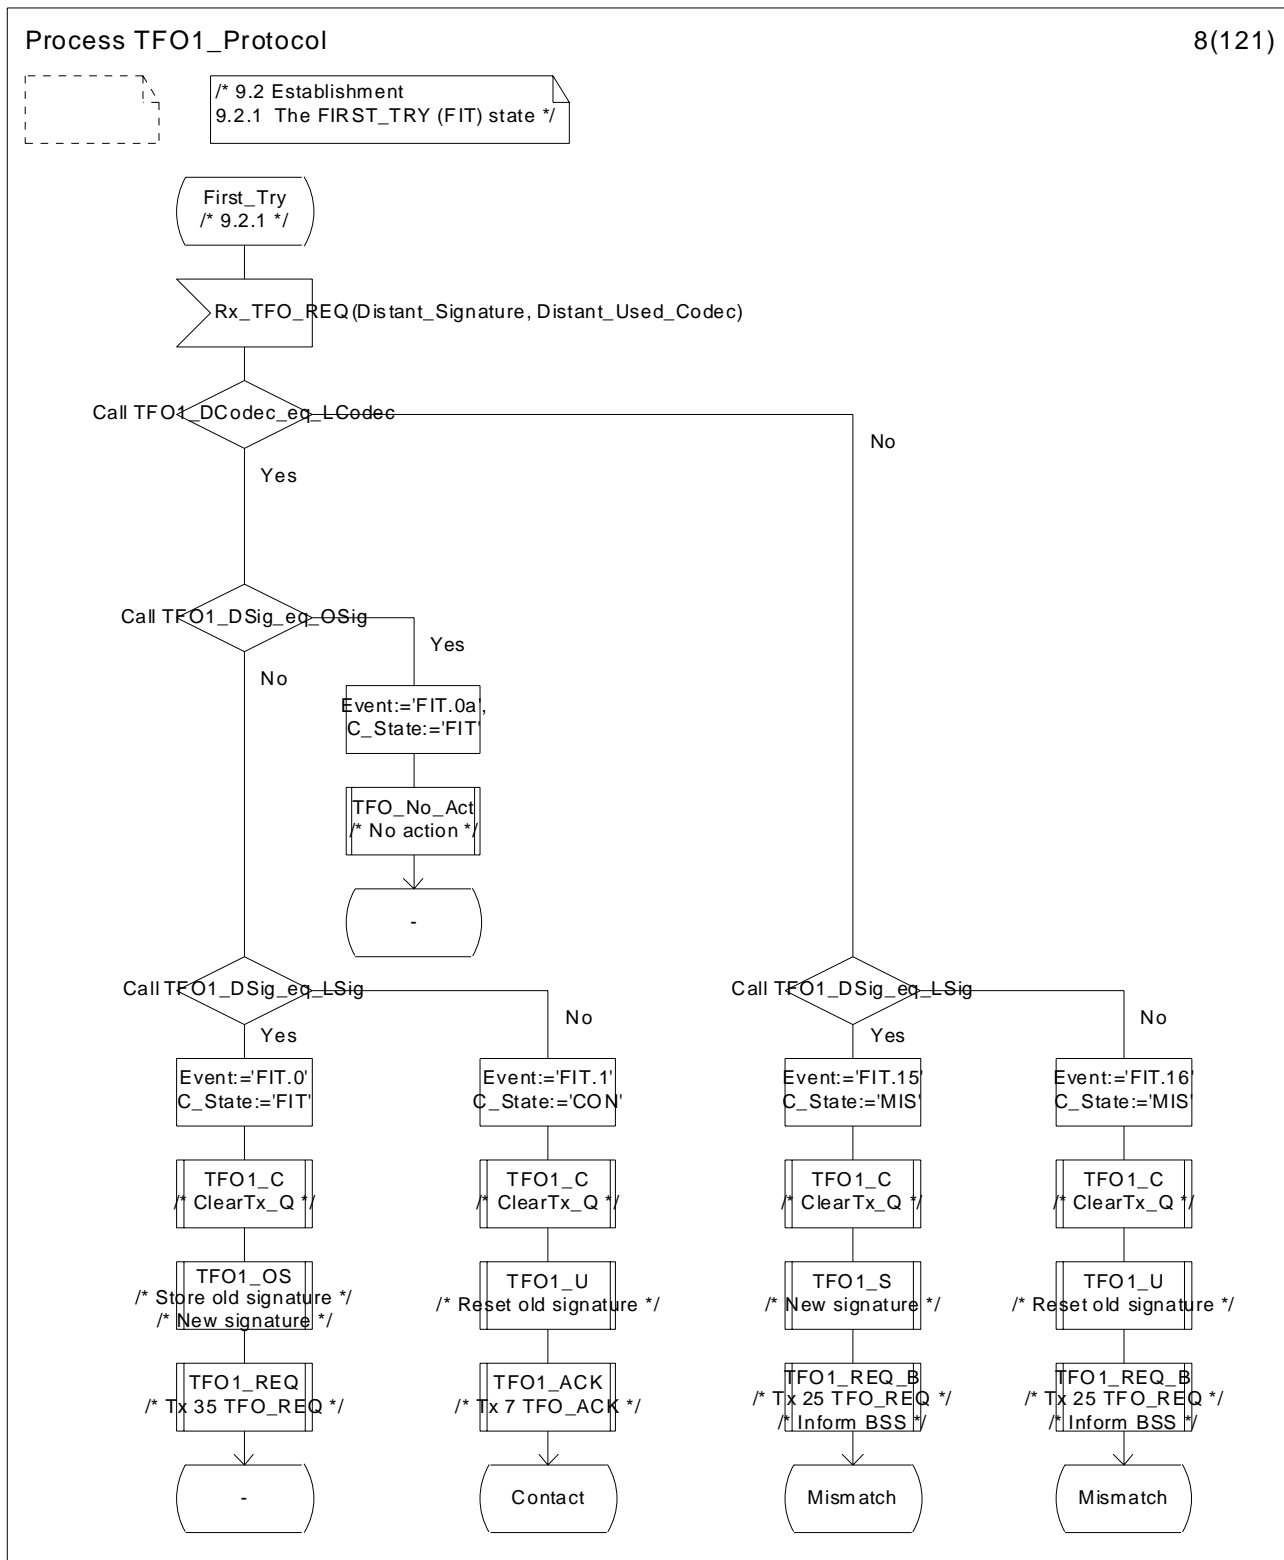 Process TFO1_Protocol
8(121)
/* 9.2 Establishment
9.2.1 The FIRST_TRY (FIT) state */
First_Try
/* 9.2.1 */
Rx_TFO_REQ(Distant_Signature, Distant_Used_Codec)
Call TFO1_DCodec_eq_LCodec
No
Yes
Call TFO1_DSig_eq_OSig
Yes
No
Event:='FIT.0a',
C_State:='FIT'
TFO_No_Act
/* No action */
-
Call TFO1_DSig_eq_LSig
No
Yes
Call TFO1_DSig_eq_LSig
No
Yes
Event:='FIT.0'
C_State:='FIT'
Event:='FIT.1'
C_State:='CON'
Event:='FIT.15'
C_State:='MIS'
Event:='FIT.16'
C_State:='MIS'
TFO1_C
/* ClearTx_Q */
TFO1_C
/* ClearTx_Q */
TFO1_C
/* ClearTx_Q */
TFO1_C
/* ClearTx_Q */
TFO1_OS
/* Store old signature */
/* New signature */
TFO1_U
/* Reset old signature */
TFO1_S
/* New signature */
TFO1_U
/* Reset old signature */
TFO1_REQ
/* Tx 35 TFO_REQ */
TFO1_ACK
/* Tx 7 TFO_ACK */
TFO1_REQ_B
/* Tx 25 TFO_REQ */
/* Inform BSS */
TFO1_REQ_B
/* Tx 25 TFO_REQ */
/* Inform BSS */
-
Contact
Mismatch
Mismatch